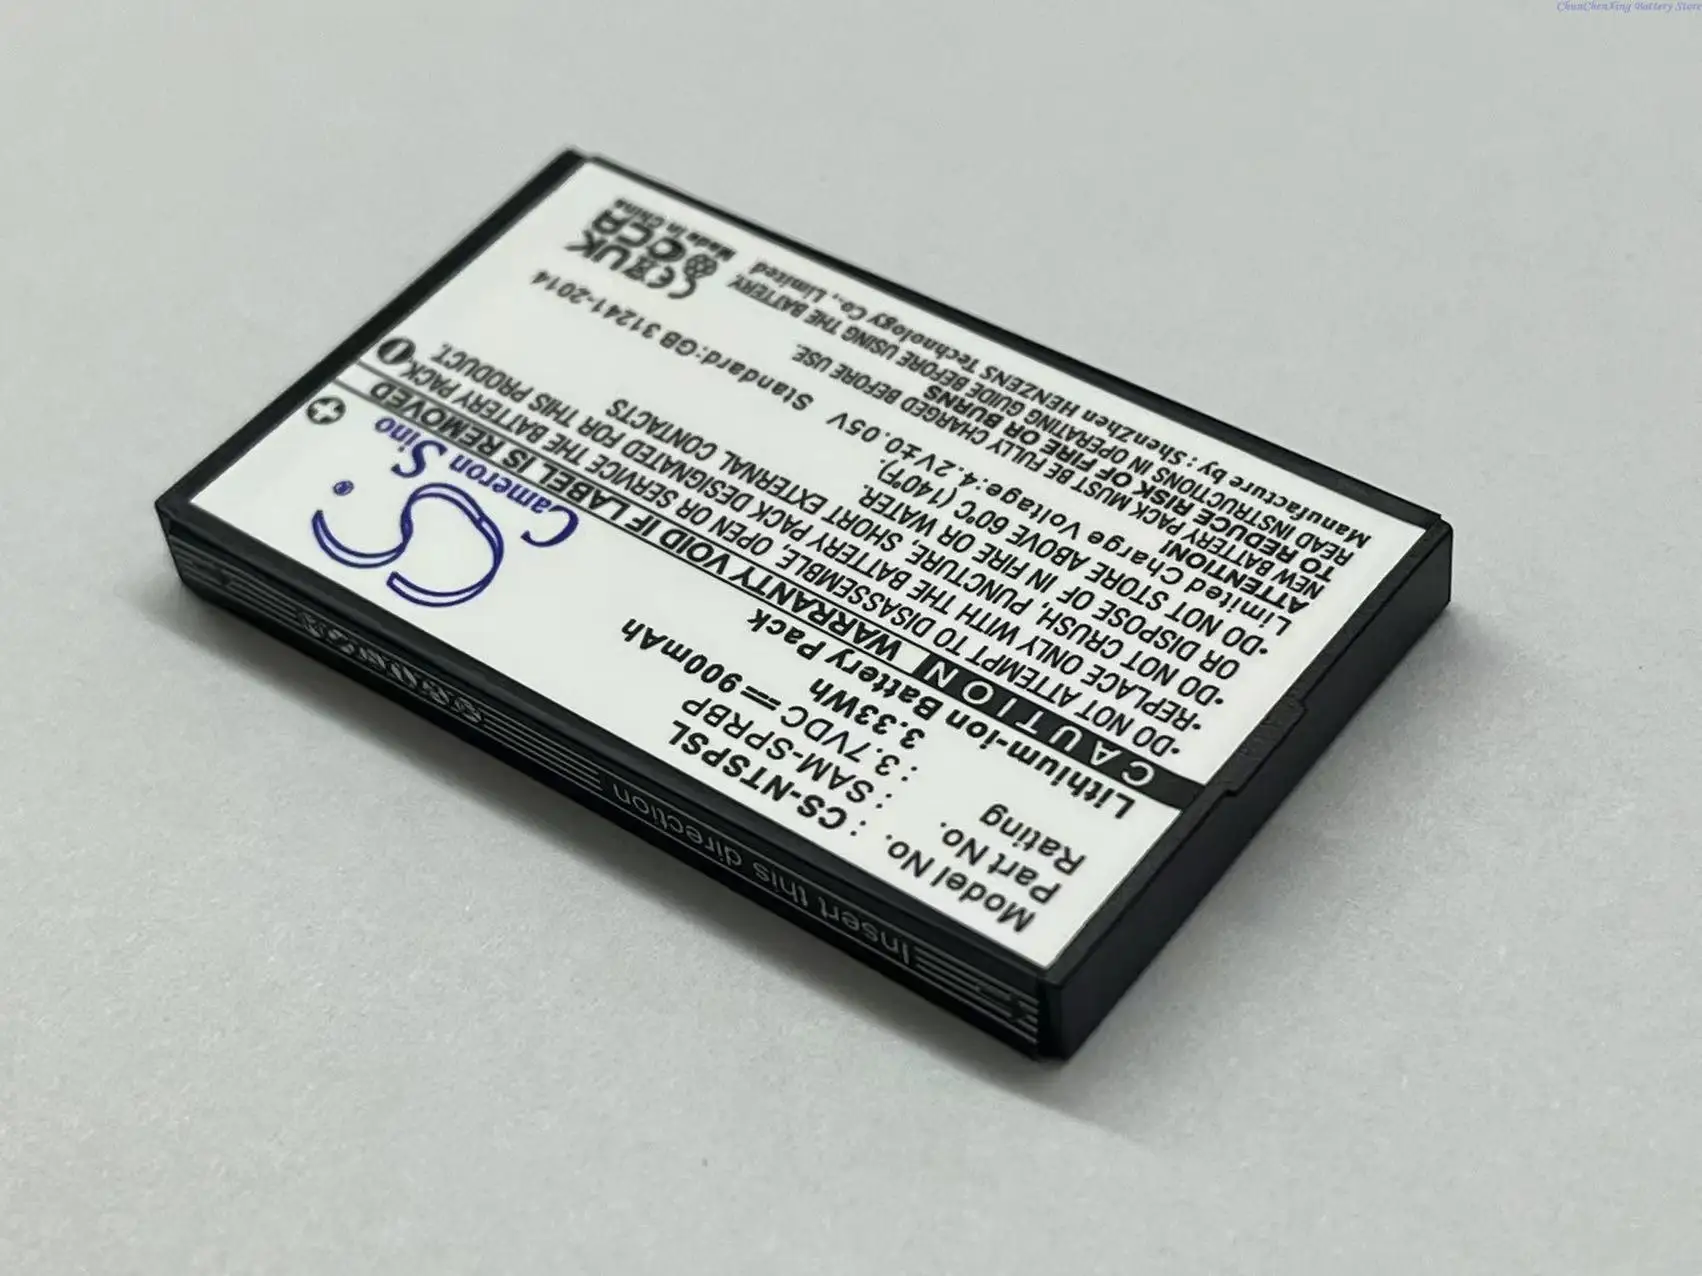 ChunChenXing Battery Store
Model No. : CS-NTSPSL
Part No. : SAM-SPRBP
Rating : 3.7VDC ⎓ 900mAh
3.33Wh
Lithium-ion Battery Pack
CAUTION WARRANTY VOID IF LABEL IS REMOVED
•DO NOT ATTEMPT TO DISASSEMBLE, OPEN OR SERVICE THE BATTERY PACK
•REPLACE ONLY WITH THE BATTERY PACK DESIGNATED FOR THIS PRODUCT.
•DO NOT CRUSH, PUNCTURE, SHORT EXTERNAL CONTACTS
OR DISPOSE OF IN FIRE OR WATER.
•DO NOT STORE ABOVE 60°C (140°F).
Limited Charge Voltage:4.2V±0.05V Standard:GB 31241-2014
ATTENTION!
NEW BATTERY PACK MUST BE FULLY CHARGED BEFORE USE.
TO REDUCE RISK OF FIRE OR BURNS
READ INSTRUCTIONS IN OPERATING GUIDE BEFORE USING THE BATTERY.
Manufacture by : ShenZhen HENZENS Technology Co., Limited
Made in China
CE
UK
CA
CS
®
Cameron Sino
+
Insert this direction